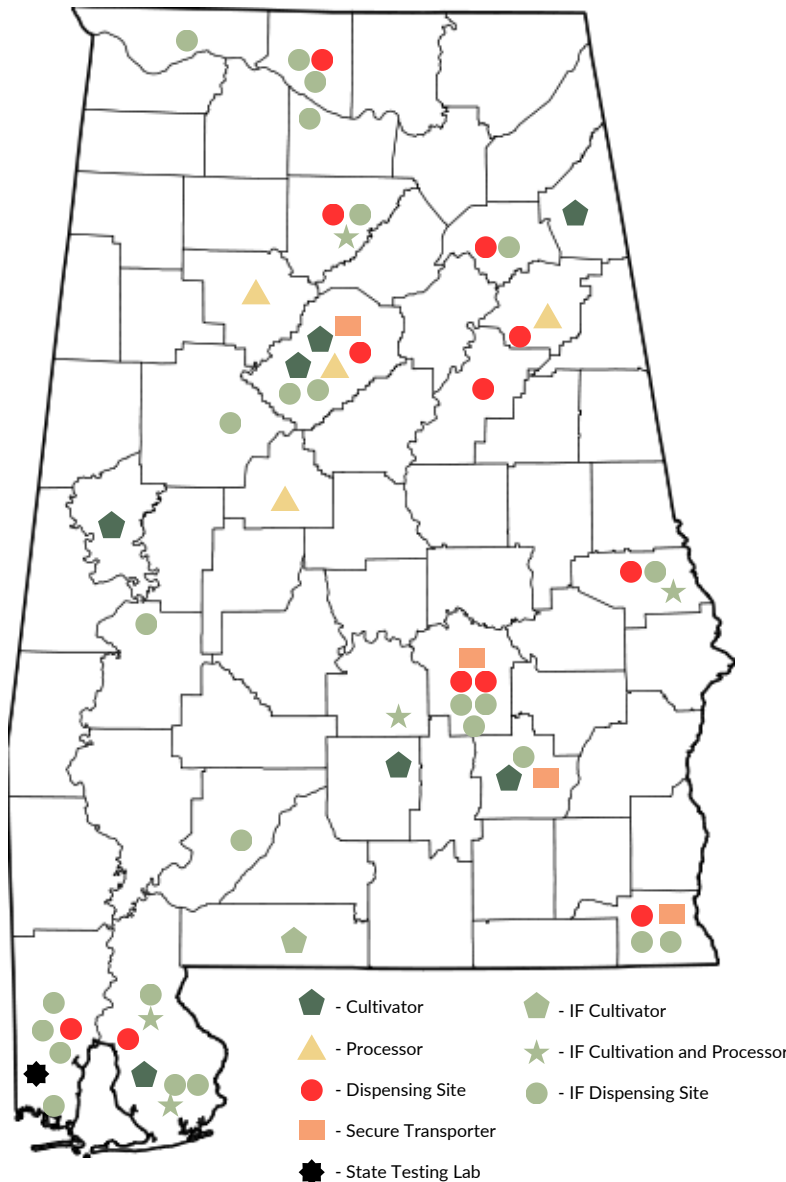 - Cultivator
- IF Cultivator
- Processor
- IF Cultivation and Processor
- Dispensing Site
- IF Dispensing Site
- Secure Transporter
- State Testing Lab